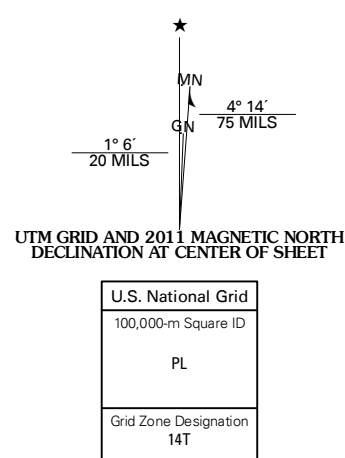 ★
MN
GN
4° 14´
75 MILS
1° 6´
20 MILS
UTM GRID AND 2011 MAGNETIC NORTH
DECLINATION AT CENTER OF SHEET
U.S. National Grid
100,000-m Square ID
PL
Grid Zone Designation
14T